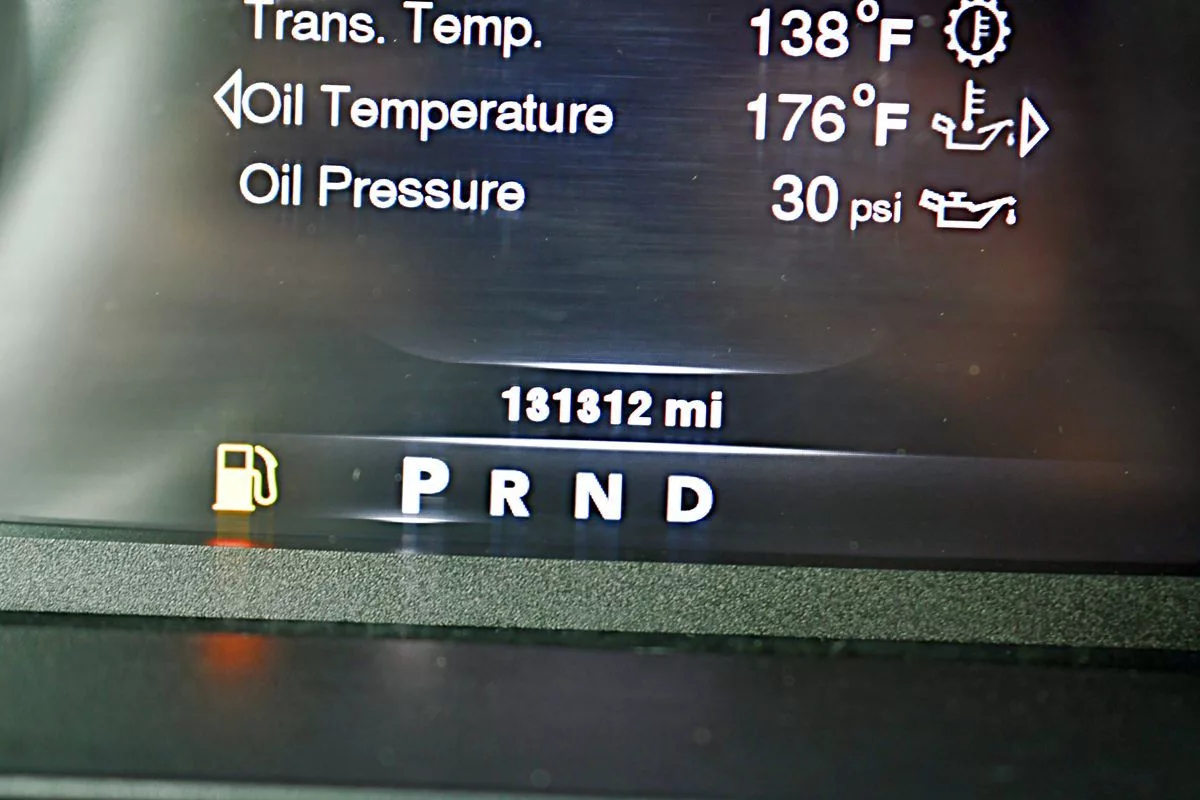 Trans. Temp. 138°F
Oil Temperature 176°F
Oil Pressure 30 psi
131312 mi
P R N D